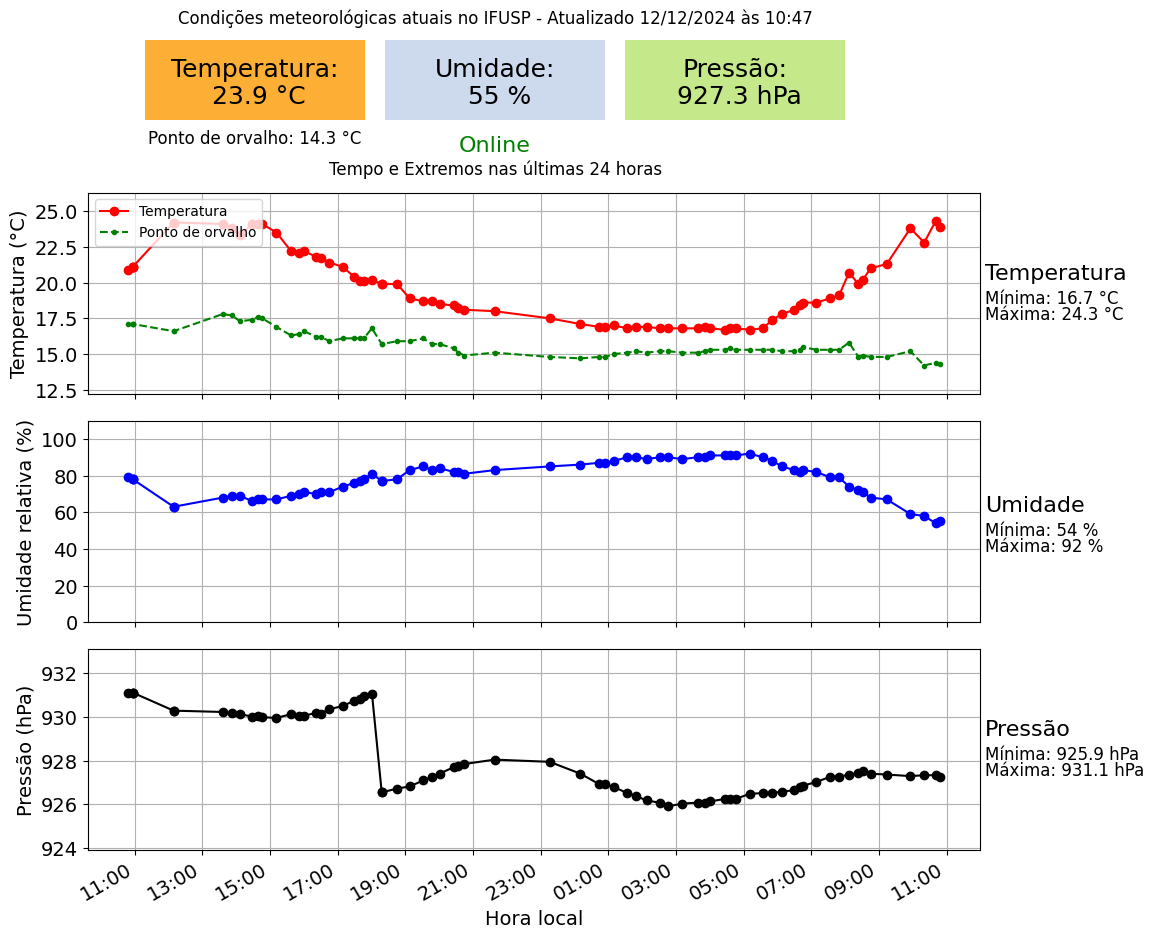 Condições meteorológicas atuais no IFUSP - Atualizado 12/12/2024 às 10:47
Temperatura:
23.9 °C
Umidade:
55 %
Pressão:
927.3 hPa
Ponto de orvalho: 14.3 °C
Online
Tempo e Extremos nas últimas 24 horas
Temperatura (°C)
25.0
22.5
20.0
17.5
15.0
12.5
Temperatura
Ponto de orvalho
Temperatura
Mínima: 16.7 °C
Máxima: 24.3 °C
Umidade relativa (%)
100
80
60
40
20
0
Umidade
Mínima: 54 %
Máxima: 92 %
Pressão (hPa)
932
930
928
926
924
Pressão
Mínima: 925.9 hPa
Máxima: 931.1 hPa
11:00 13:00 15:00 17:00 19:00 21:00 23:00 01:00 03:00 05:00 07:00 09:00 11:00
Hora local